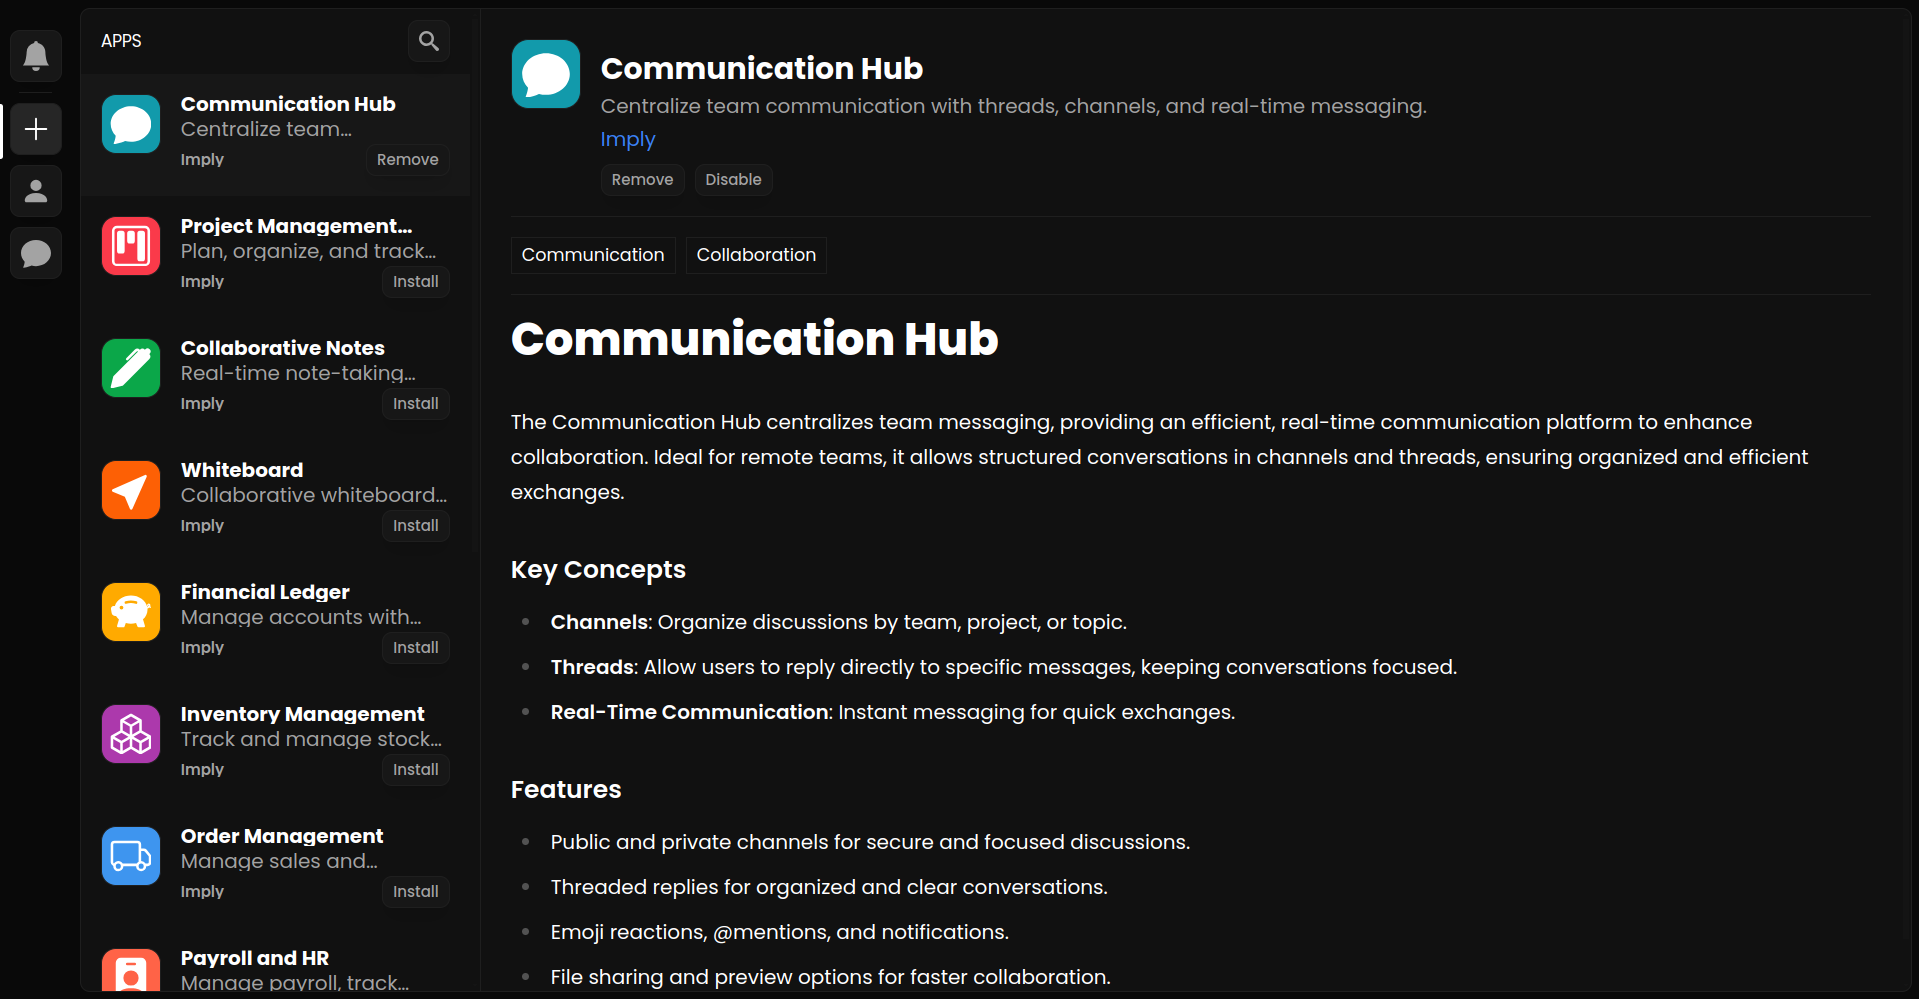 APPS
Communication Hub
Centralize team...
Imply
Remove
Project Management...
Plan, organize, and track...
Imply
Install
Collaborative Notes
Real-time note-taking...
Imply
Install
Whiteboard
Collaborative whiteboard...
Imply
Install
Financial Ledger
Manage accounts with...
Imply
Install
Inventory Management
Track and manage stock...
Imply
Install
Order Management
Manage sales and...
Imply
Install
Payroll and HR
Manage payroll, track...
Communication Hub
Centralize team communication with threads, channels, and real-time messaging.
Imply
Remove Disable
Communication Collaboration
Communication Hub
The Communication Hub centralizes team messaging, providing an efficient, real-time communication platform to enhance
collaboration. Ideal for remote teams, it allows structured conversations in channels and threads, ensuring organized and efficient
exchanges.
Key Concepts
Channels: Organize discussions by team, project, or topic.
Threads: Allow users to reply directly to specific messages, keeping conversations focused.
Real-Time Communication: Instant messaging for quick exchanges.
Features
Public and private channels for secure and focused discussions.
Threaded replies for organized and clear conversations.
Emoji reactions, @mentions, and notifications.
File sharing and preview options for faster collaboration.